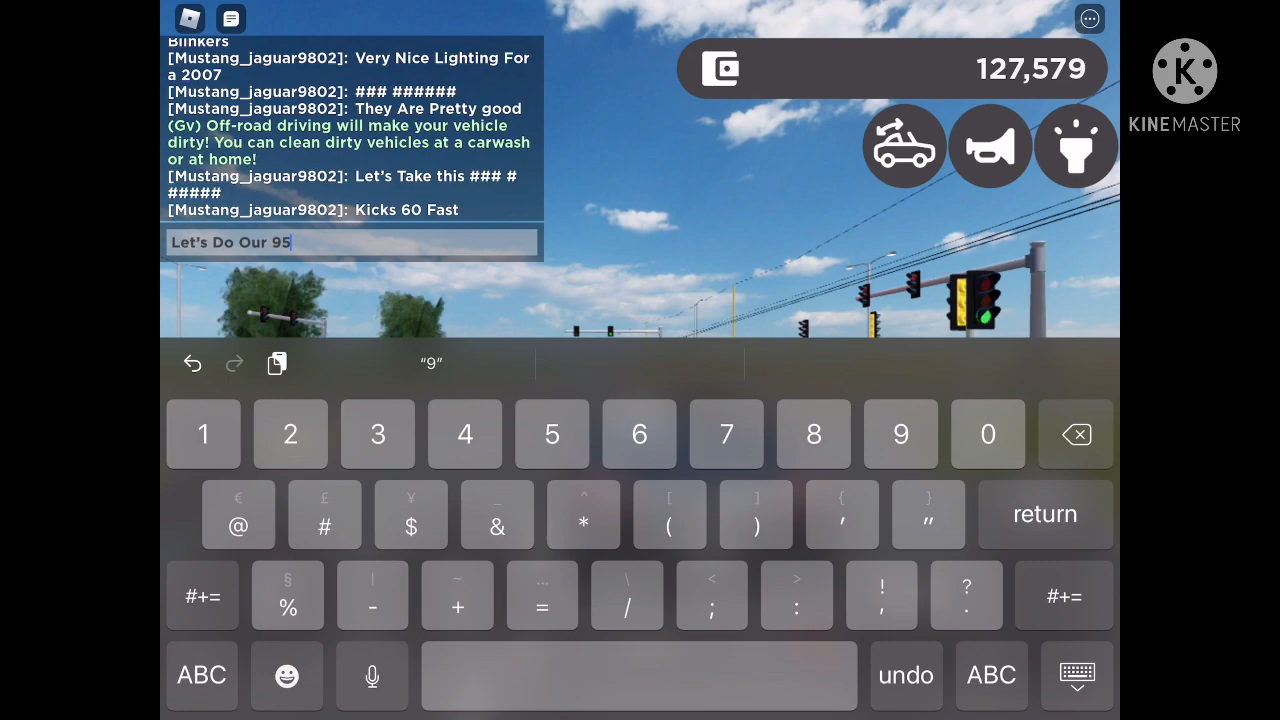 Blinkers
[Mustang_jaguar9802]: Very Nice Lighting For
a 2007
[Mustang_jaguar9802]: ### ######
[Mustang_jaguar9802]: They Are Pretty good
(Gv) Off-road driving will make your vehicle
dirty! You can clean dirty vehicles at a carwash
or at home!
[Mustang_jaguar9802]: Let’s Take this ### #
#####
[Mustang_jaguar9802]: Kicks 60 Fast
Let’s Do Our 95
127,579
K
KINEMASTER
“9”
1 2 3 4 5 6 7 8 9 0
€ £ ¥ _ ^ [ ] { }
@ # $ & * ( ) ' " return
§ | ~ … \ < > ! ?
#+= % - + = / ; : , . #+=
ABC undo ABC